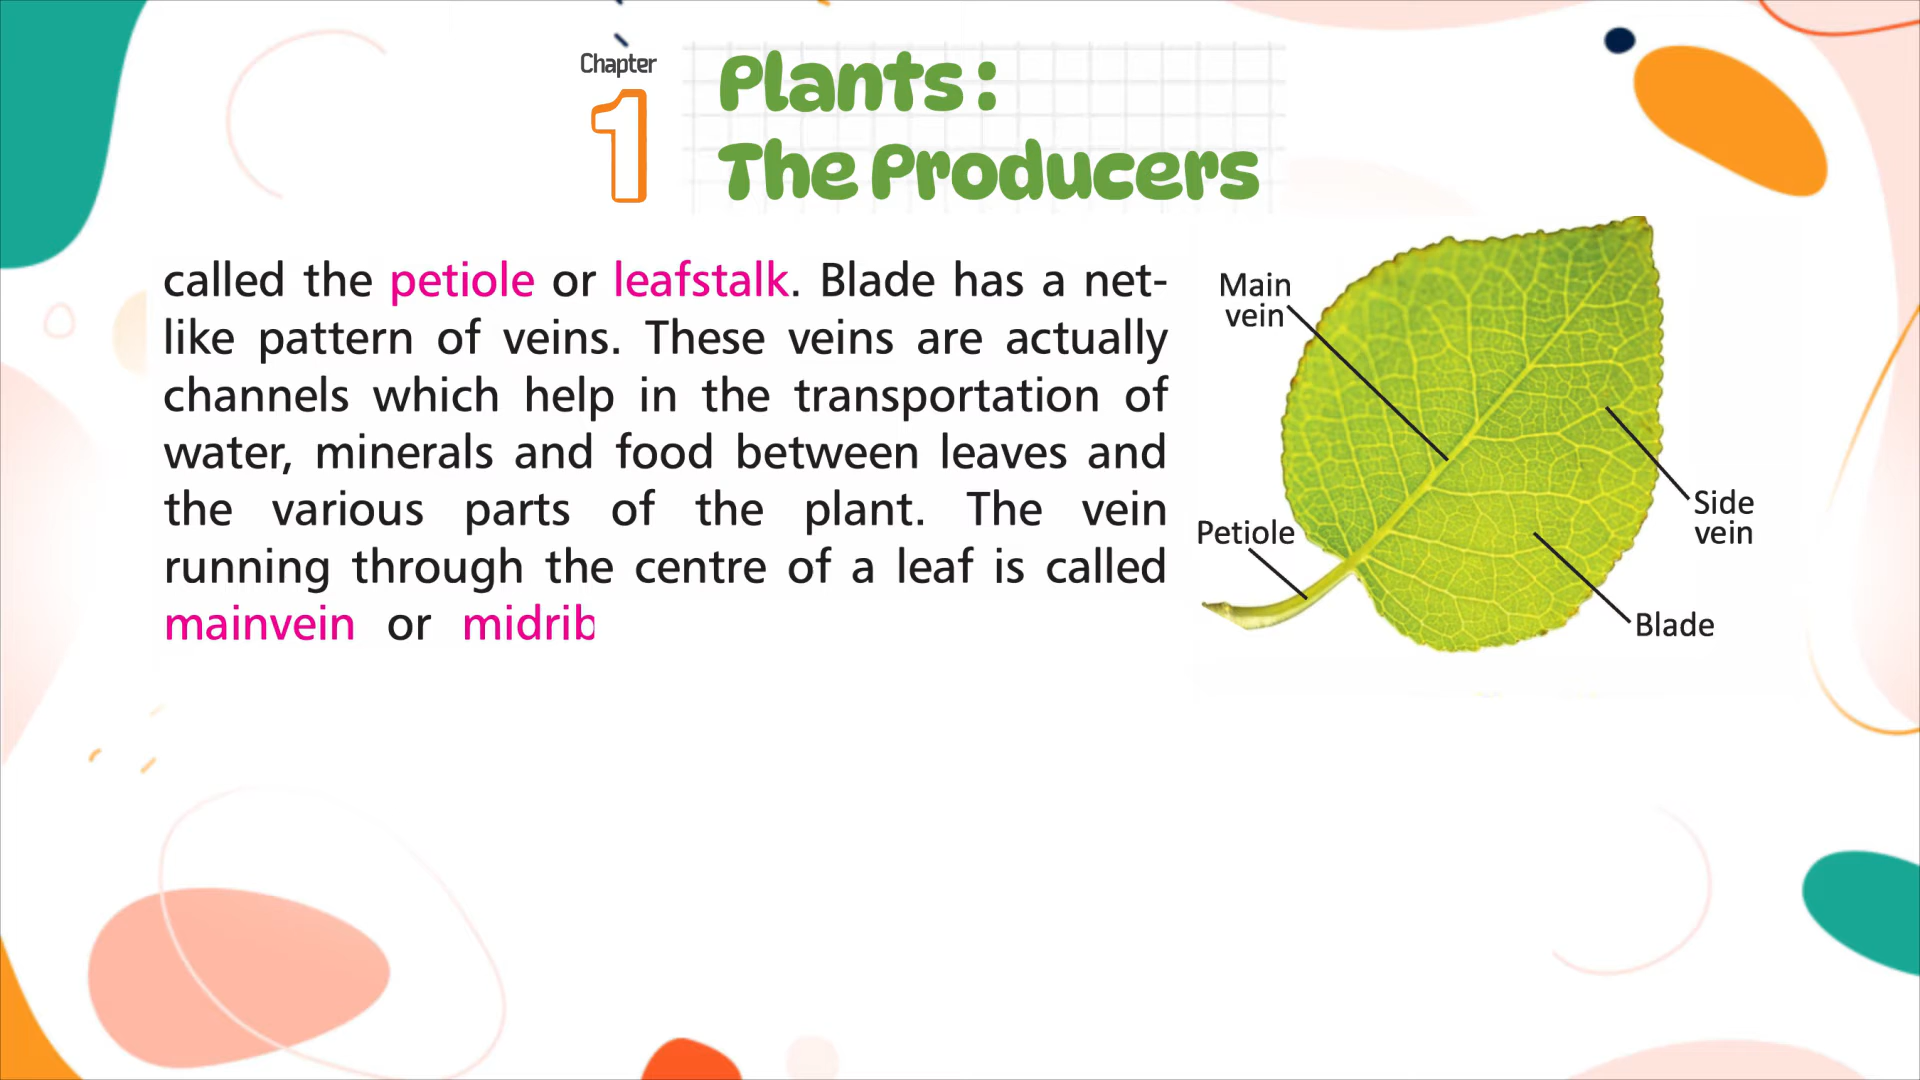 Chapter
1
Plants:
The Producers
called the petiole or leafstalk. Blade has a net-
like pattern of veins. These veins are actually
channels which help in the transportation of
water, minerals and food between leaves and
the various parts of the plant. The vein
running through the centre of a leaf is called
mainvein or midrib
Main
vein
Petiole
Side
vein
Blade